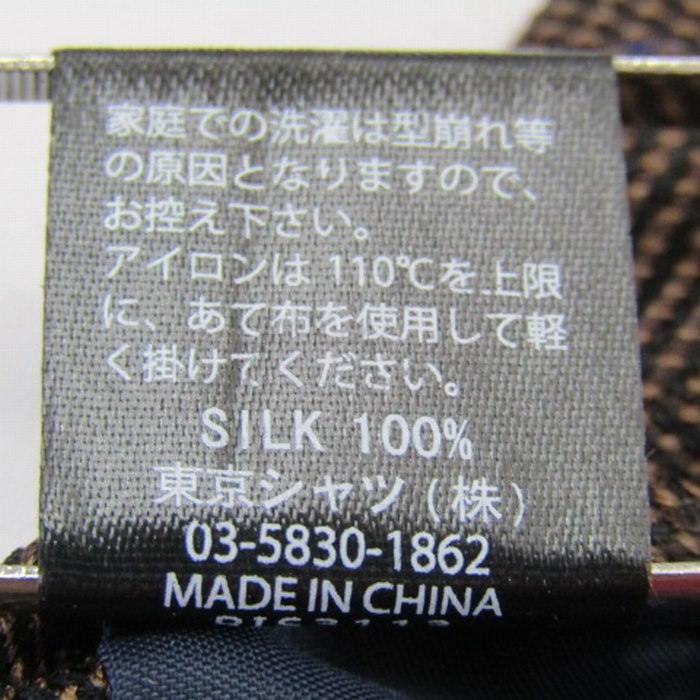 家庭での洗濯は型崩れ等
の原因となりますので、
お控え下さい。
アイロンは 110℃を上限
に、あて布を使用して軽
く掛けてください。
SILK 100%
東京シャツ(株)
03-5830-1862
MADE IN CHINA